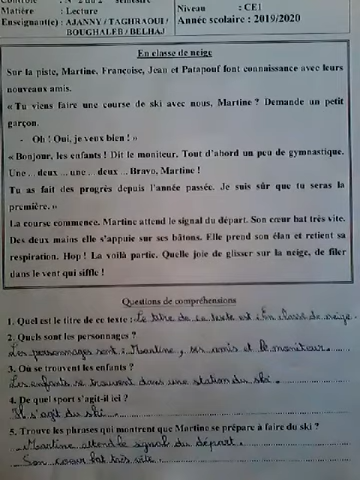 Contrôle : N° 2 du 2 semestre
Matière : Lecture
Enseignant(e) : AJANNY / TAGHRAOUI /
BOUGHALEB / BELHAJ
Niveau : CE1
Année scolaire : 2019/2020
En classe de neige
Sur la piste, Martine, Françoise, Jean et Patapouf font connaissance avec leurs
nouveaux amis.
« Tu viens faire une course de ski avec nous, Martine ? Demande un petit
garçon.
- Oh ! Oui, je veux bien ! »
« Bonjour, les enfants ! Dit le moniteur. Tout d'abord un peu de gymnastique.
Une .. deux ... une .. deux ... Bravo, Martine !
Tu as fait des progrès depuis l'année passée. Je suis sûr que tu seras la
première. »
La course commence. Martine attend le signal du départ. Son cœur bat très vite.
Des deux mains elle s'appuie sur ses bâtons. Elle prend son élan et retient sa
respiration. Hop ! La voilà partie. Quelle joie de glisser sur la neige, de filer
dans le vent qui siffle !
Questions de compréhensions
1. Quel est le titre de ce texte : Le titre de ce texte est : En classe de neige.
2. Quels sont les personnages ?
Les personnages sont : Martine, ses amis et le moniteur.
3. Où se trouvent les enfants ?
Les enfants se trouvent dans une station du ski.
4. De quel sport s'agit-il ici ?
Il s'agit du ski.
5. Trouve les phrases qui montrent que Martine se prépare à faire du ski ?
Martine attend le signal du départ.
Son cœur bat très vite.